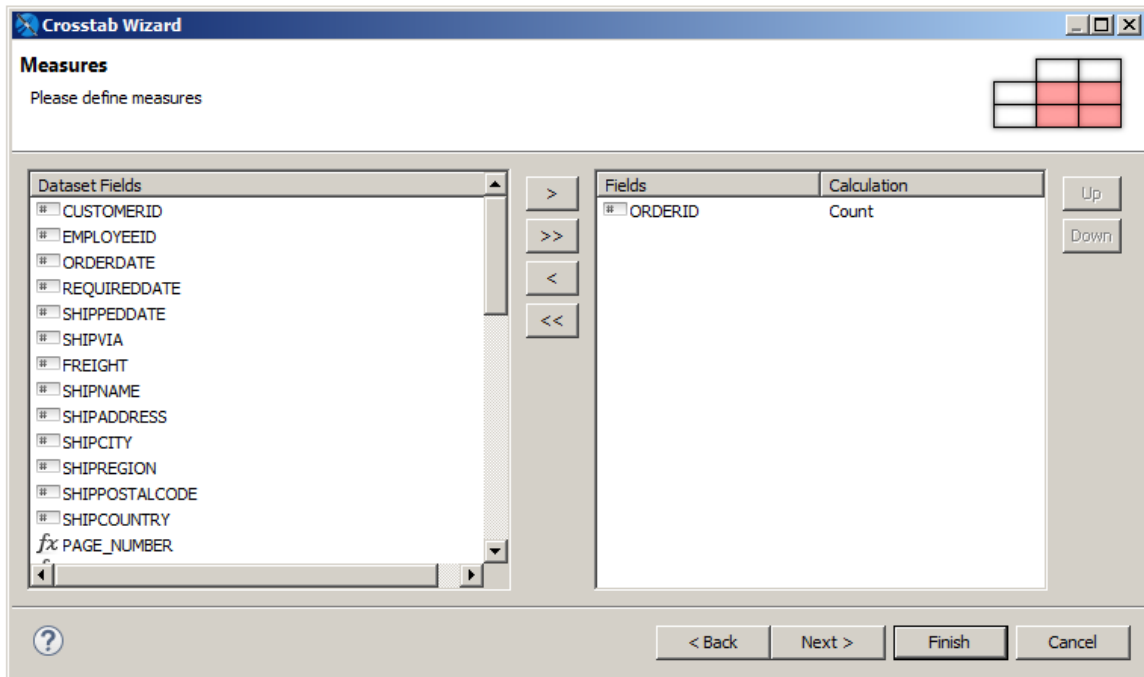 Crosstab Wizard
Measures
Please define measures
Dataset Fields
# CUSTOMERID
# EMPLOYEEID
# ORDERDATE
# REQUIREDDATE
# SHIPPEDDATE
# SHIPVIA
# FREIGHT
# SHIPNAME
# SHIPADDRESS
# SHIPCITY
# SHIPREGION
# SHIPPOSTALCODE
# SHIPCOUNTRY
fx PAGE_NUMBER
>
>>
<
<<
Fields Calculation
# ORDERID Count
Up
Down
? < Back Next > Finish Cancel